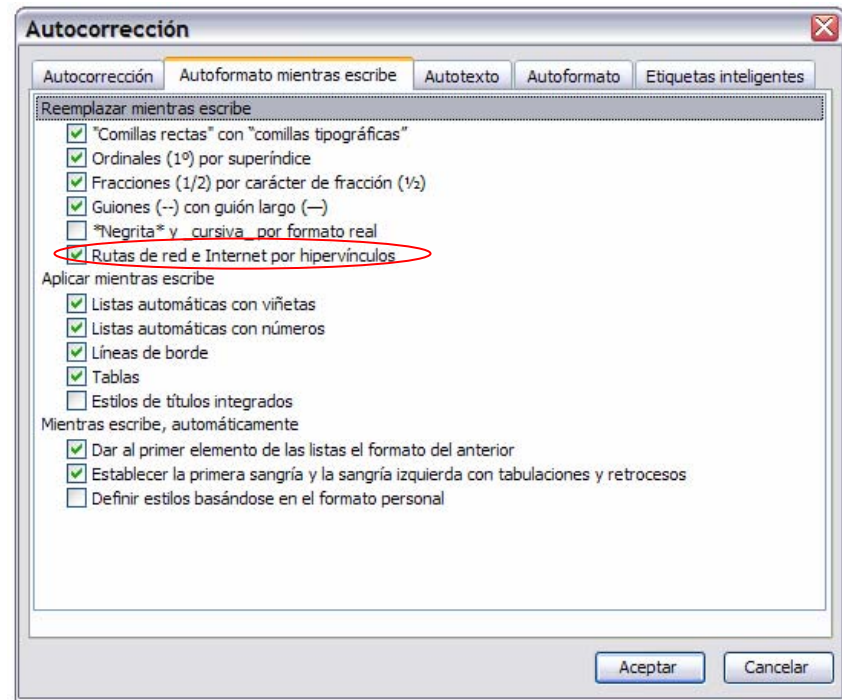 Autocorrección
Autocorrección Autoformato mientras escribe Autotexto Autoformato Etiquetas inteligentes
Reemplazar mientras escribe
"Comillas rectas" con “comillas tipográficas”
Ordinales (1º) por superíndice
Fracciones (1/2) por carácter de fracción (½)
Guiones (--) con guión largo (—)
*Negrita* y _cursiva_ por formato real
Rutas de red e Internet por hipervínculos
Aplicar mientras escribe
Listas automáticas con viñetas
Listas automáticas con números
Líneas de borde
Tablas
Estilos de títulos integrados
Mientras escribe, automáticamente
Dar al primer elemento de las listas el formato del anterior
Establecer la primera sangría y la sangría izquierda con tabulaciones y retrocesos
Definir estilos basándose en el formato personal
Aceptar Cancelar